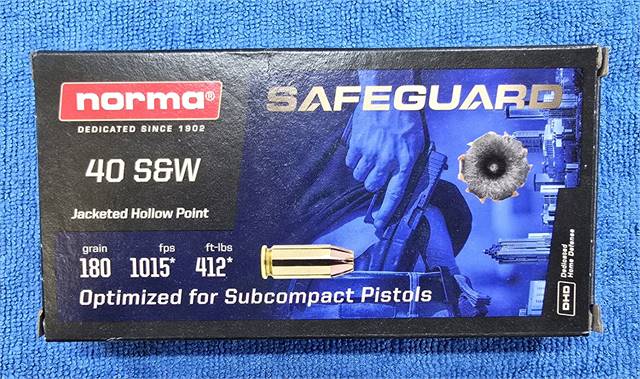 norma®
DEDICATED SINCE 1902
SAFEGUARD
40 S&W
Jacketed Hollow Point
grain fps ft-lbs
180 1015* 412*
Optimized for Subcompact Pistols
DHD Dedicated
Home Defense